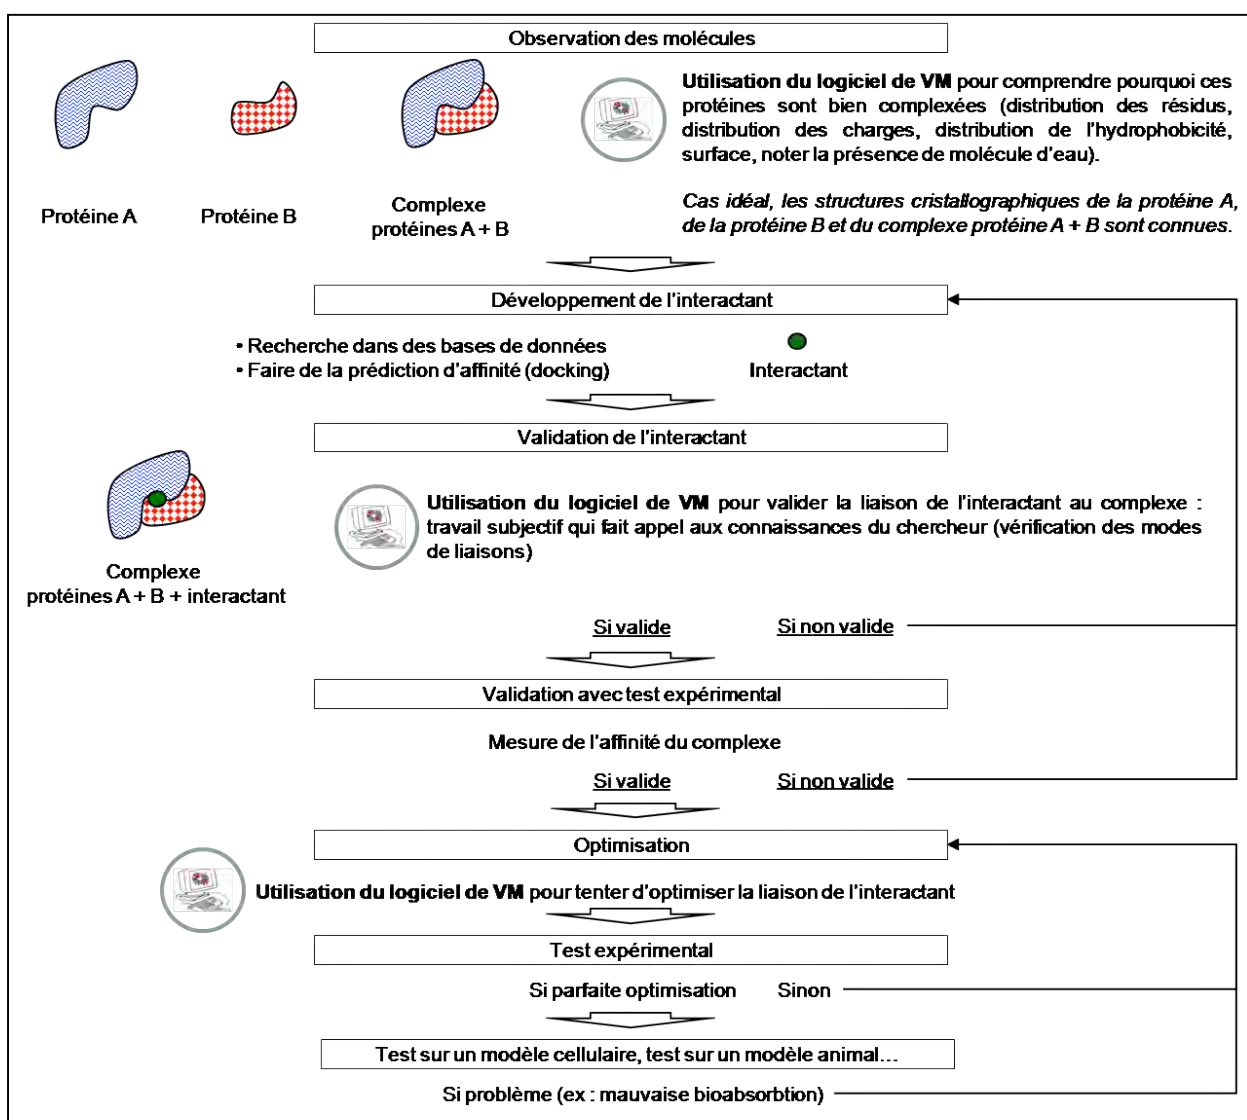 Observation des molécules
Utilisation du logiciel de VM pour comprendre pourquoi ces
protéines sont bien complexées (distribution des résidus,
distribution des charges, distribution de l'hydrophobicité,
surface, noter la présence de molécule d'eau).
Protéine A
Protéine B
Complexe
protéines A + B
Cas idéal, les structures cristallographiques de la protéine A,
de la protéine B et du complexe protéine A + B sont connues.
Développement de l'interactant
• Recherche dans des bases de données
• Faire de la prédiction d'affinité (docking)
Interactant
Validation de l'interactant
Utilisation du logiciel de VM pour valider la liaison de l'interactant au complexe :
travail subjectif qui fait appel aux connaissances du chercheur (vérification des modes
de liaisons)
Complexe
protéines A + B + interactant
Si valide
Si non valide
Validation avec test expérimental
Mesure de l'affinité du complexe
Si valide
Si non valide
Optimisation
Utilisation du logiciel de VM pour tenter d'optimiser la liaison de l'interactant
Test expérimental
Si parfaite optimisation
Sinon
Test sur un modèle cellulaire, test sur un modèle animal…
Si problème (ex : mauvaise bioabsorbtion)